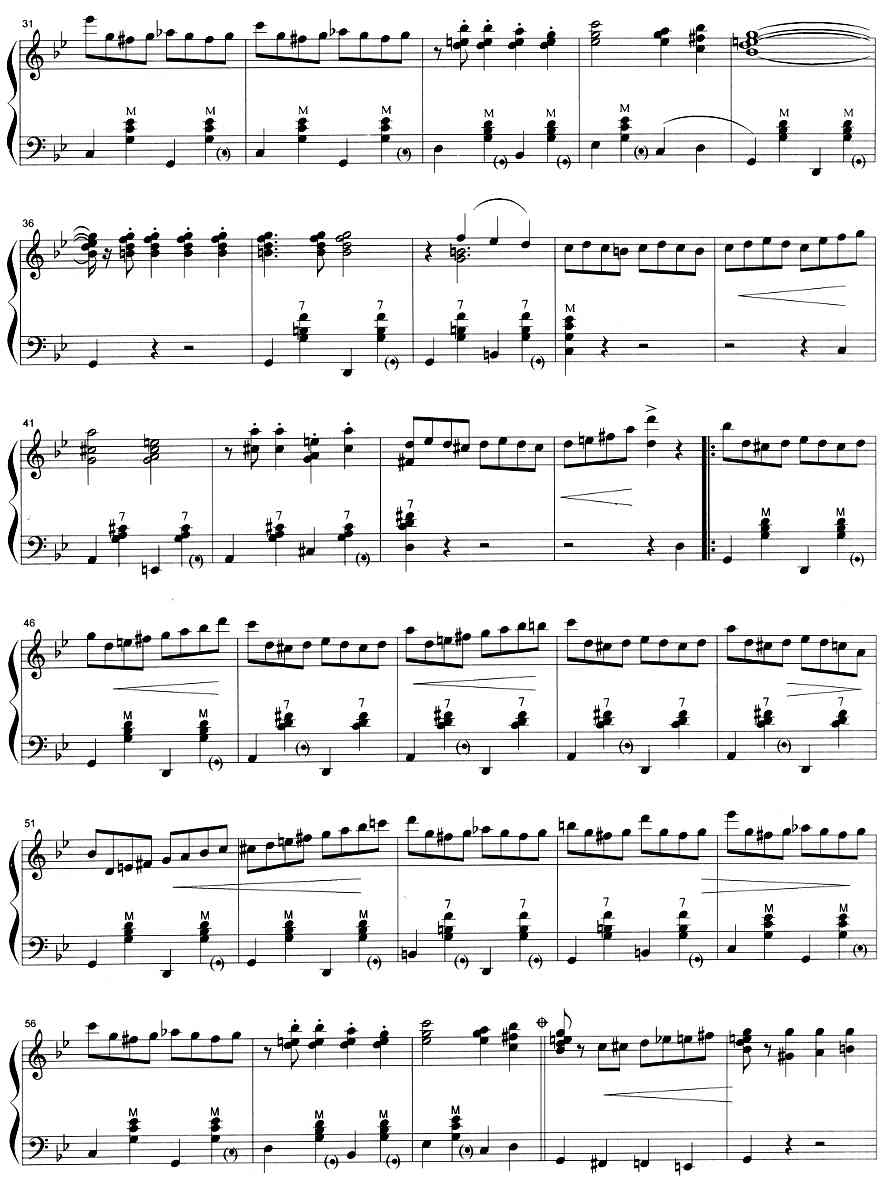 31
M M M M M M M M
36
7 7 7 7 M
41
7 7 7 7 7 M M
46
M M 7 7 7 7 7 7 7 7
51
M M M M 7 7 7 7 M M
56
M M M M M